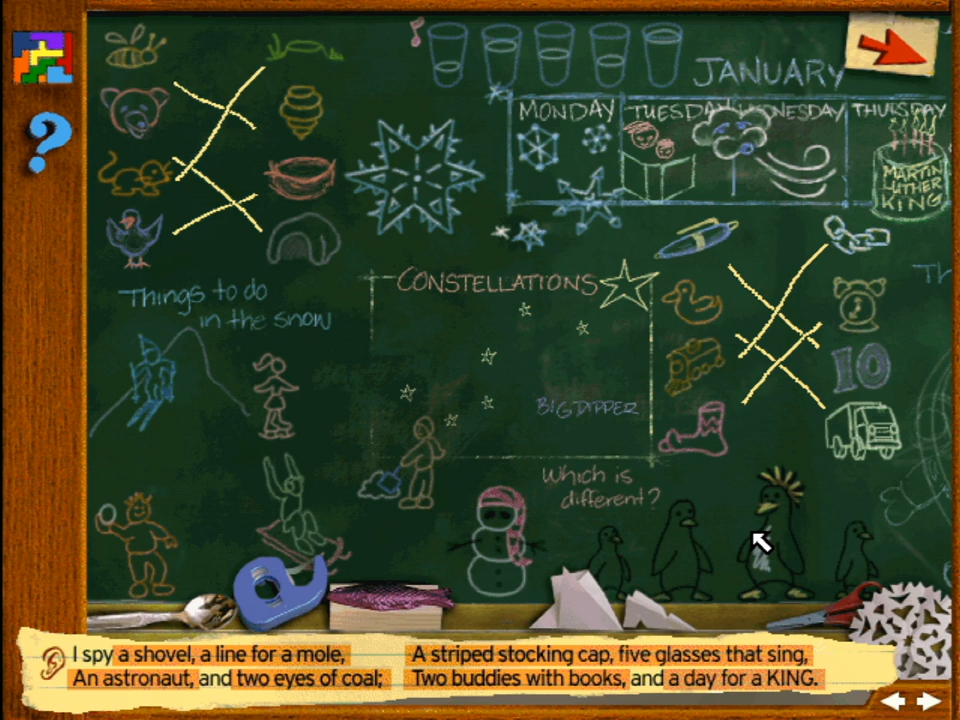 JANUARY
MONDAY TUESDAY WEDNESDAY THURSDAY
MARTIN
LUTHER
KING
CONSTELLATIONS
Things to do
in the snow
10
BIG DIPPER
Which is
different?
I spy a shovel, a line for a mole,
An astronaut, and two eyes of coal;
A striped stocking cap, five glasses that sing,
Two buddies with books, and a day for a KING.
?